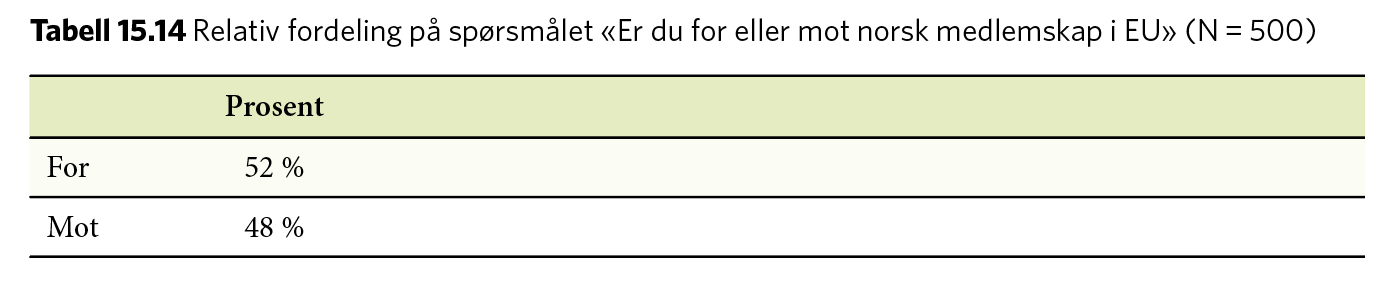 Tabell 15.14 Relativ fordeling på spørsmålet «Er du for eller mot norsk medlemskap i EU» (N = 500)
Prosent
For 52 %
Mot 48 %